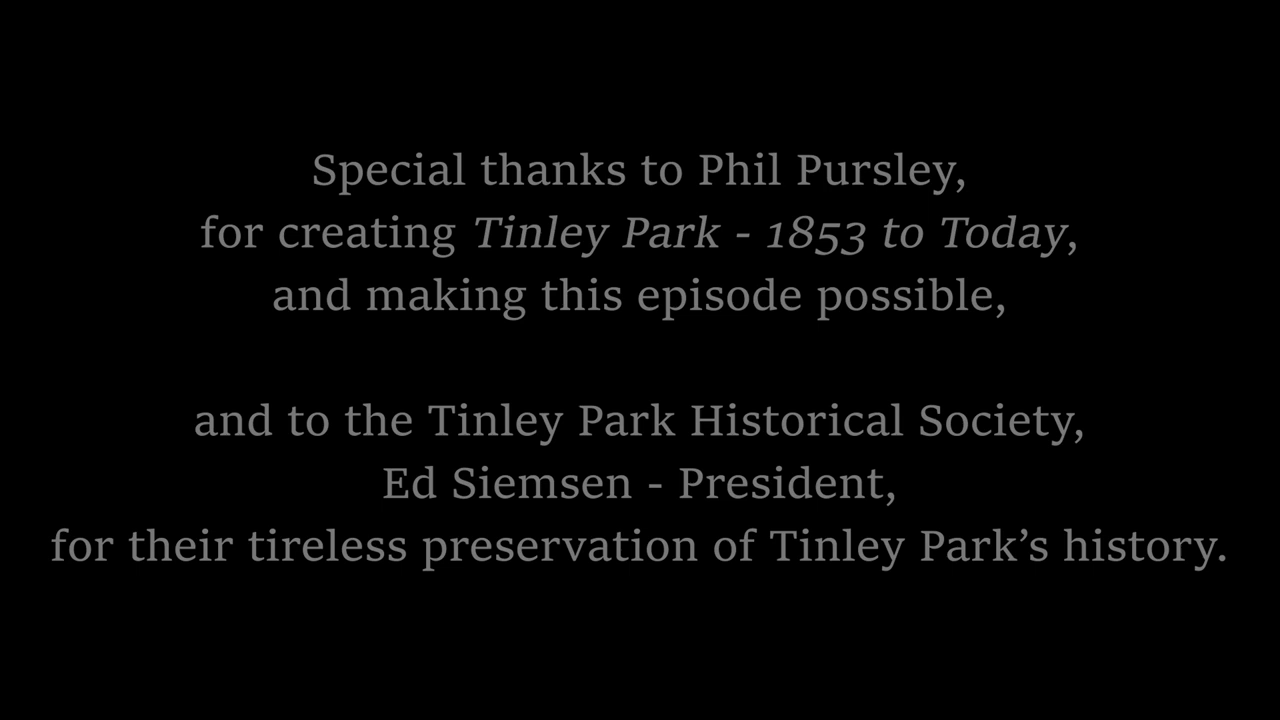 Special thanks to Phil Pursley,
for creating Tinley Park - 1853 to Today,
and making this episode possible,
and to the Tinley Park Historical Society,
Ed Siemsen - President,
for their tireless preservation of Tinley Park’s history.